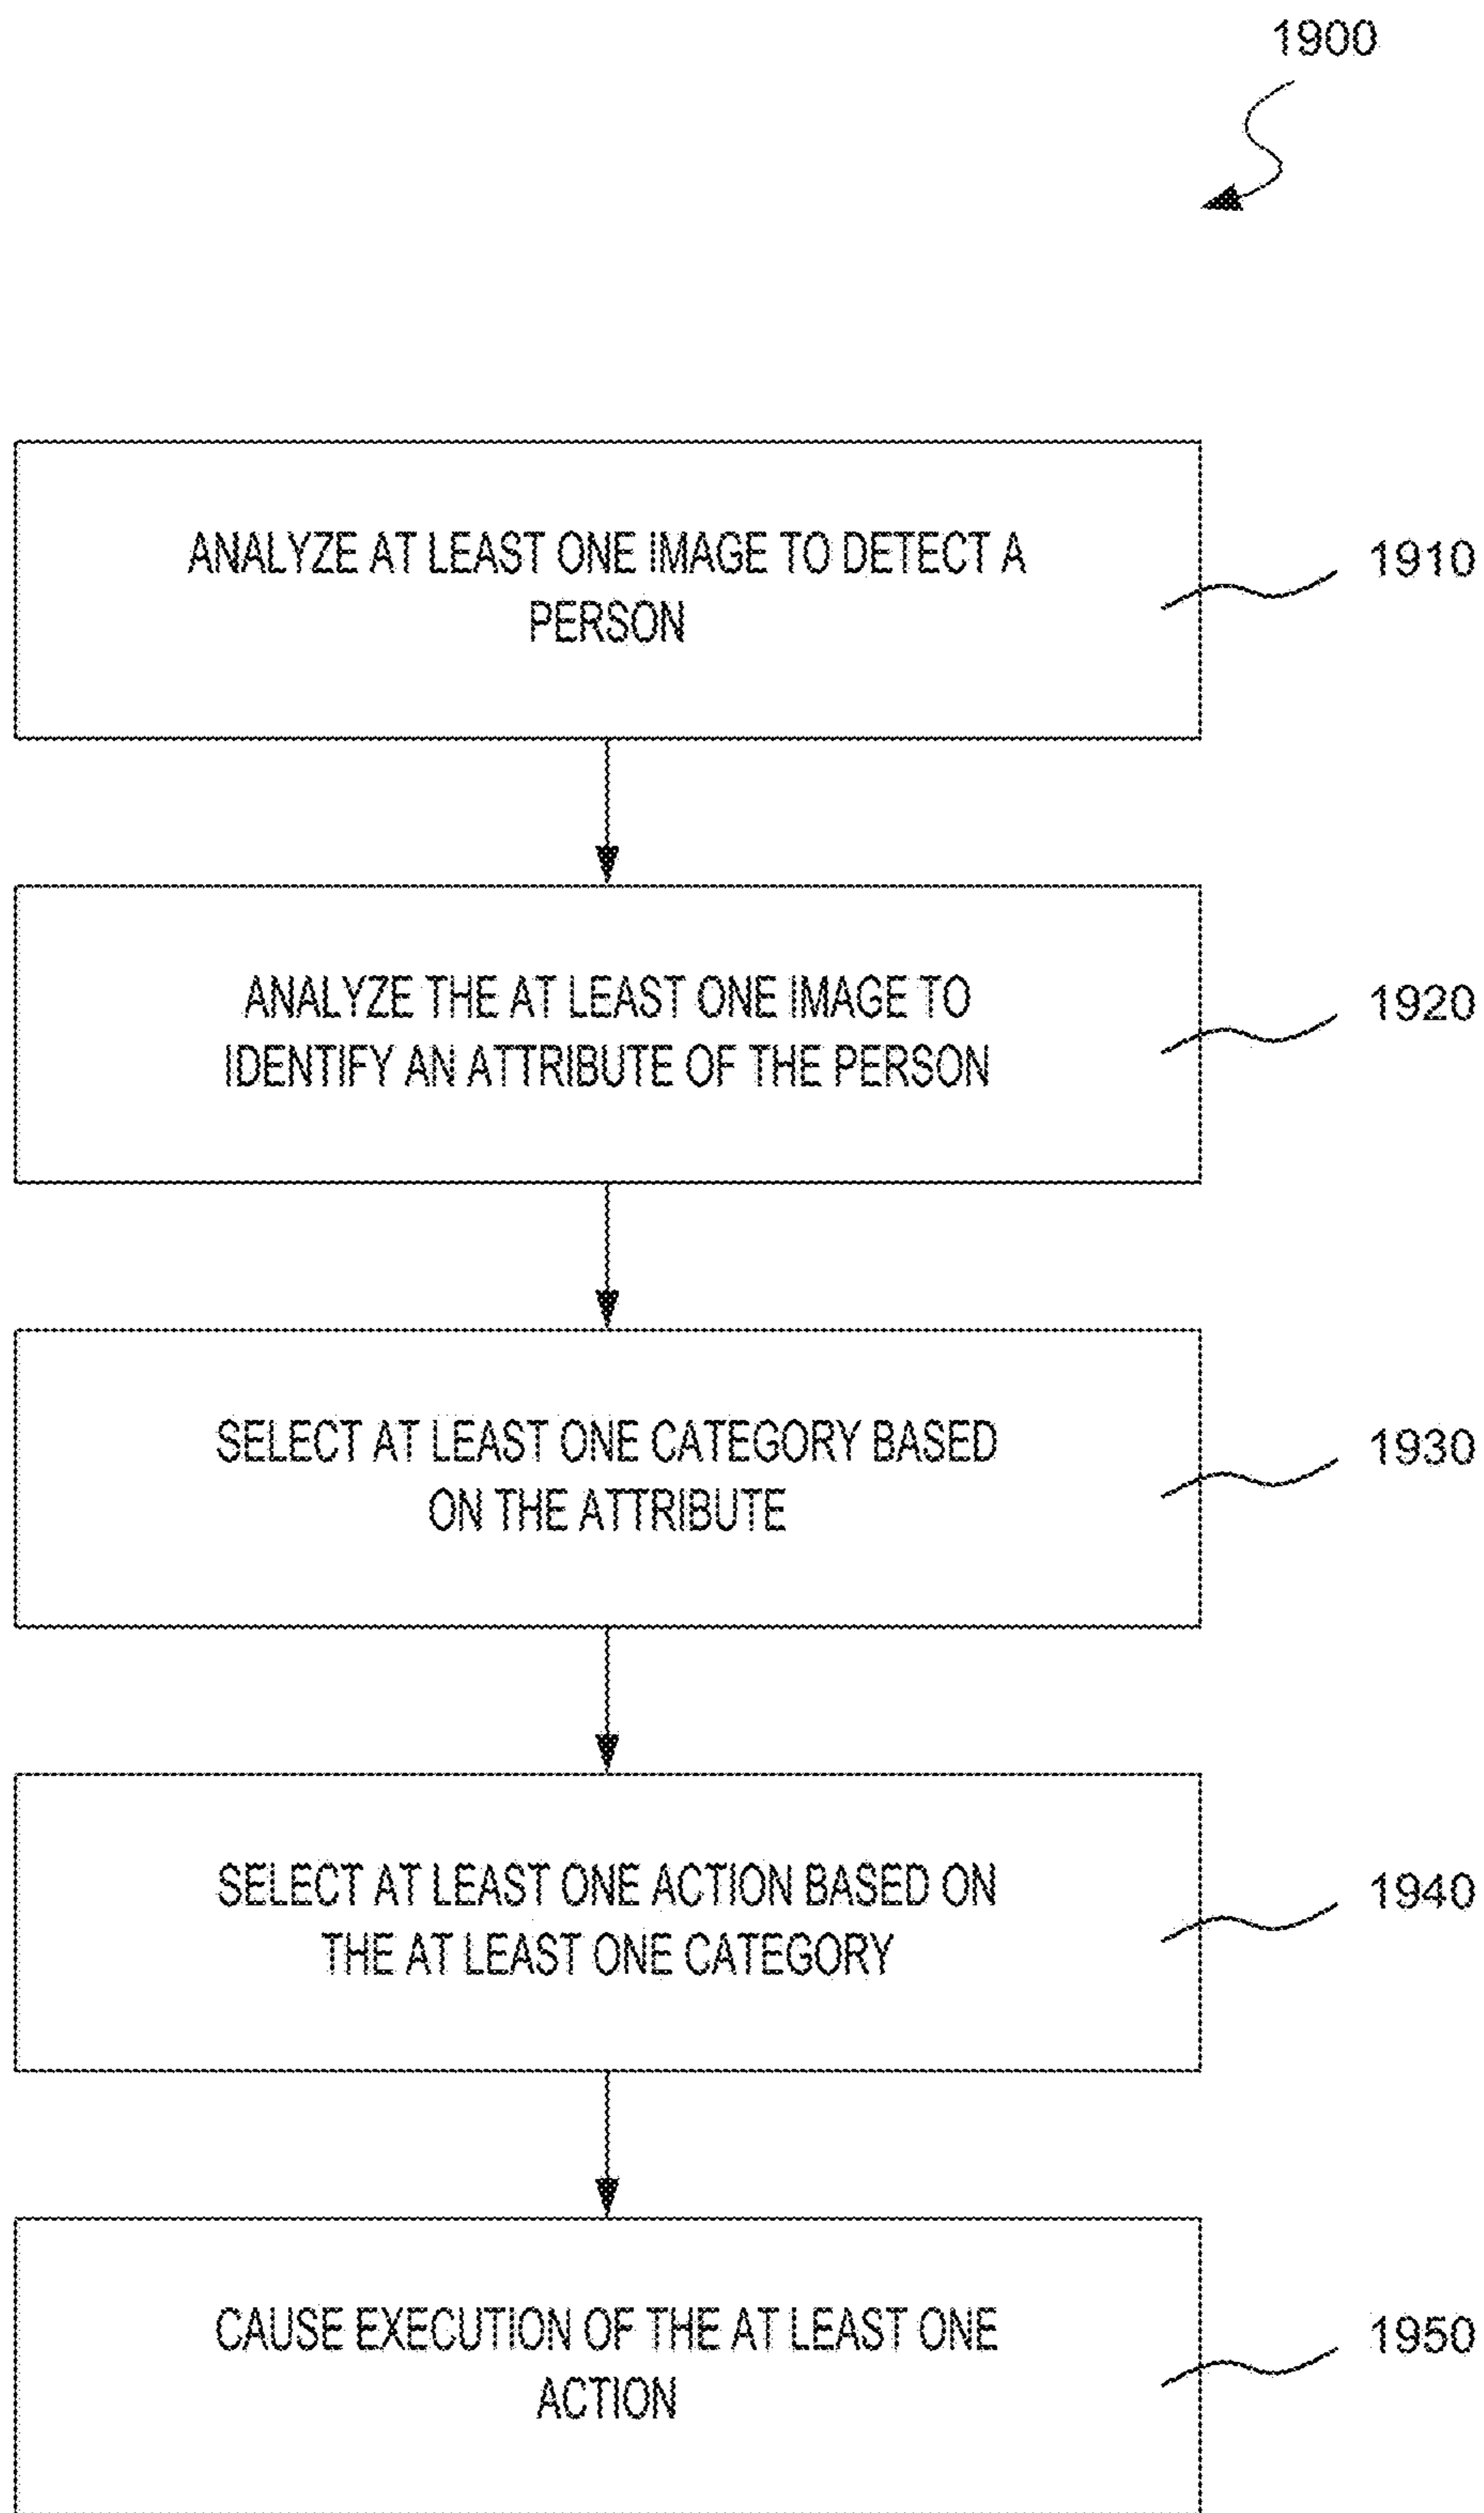 1900
ANALYZE AT LEAST ONE IMAGE TO DETECT A
PERSON
1910
ANALYZE THE AT LEAST ONE IMAGE TO
IDENTIFY AN ATTRIBUTE OF THE PERSON
1920
SELECT AT LEAST ONE CATEGORY BASED
ON THE ATTRIBUTE
1930
SELECT AT LEAST ONE ACTION BASED ON
THE AT LEAST ONE CATEGORY
1940
CAUSE EXECUTION OF THE AT LEAST ONE
ACTION
1950